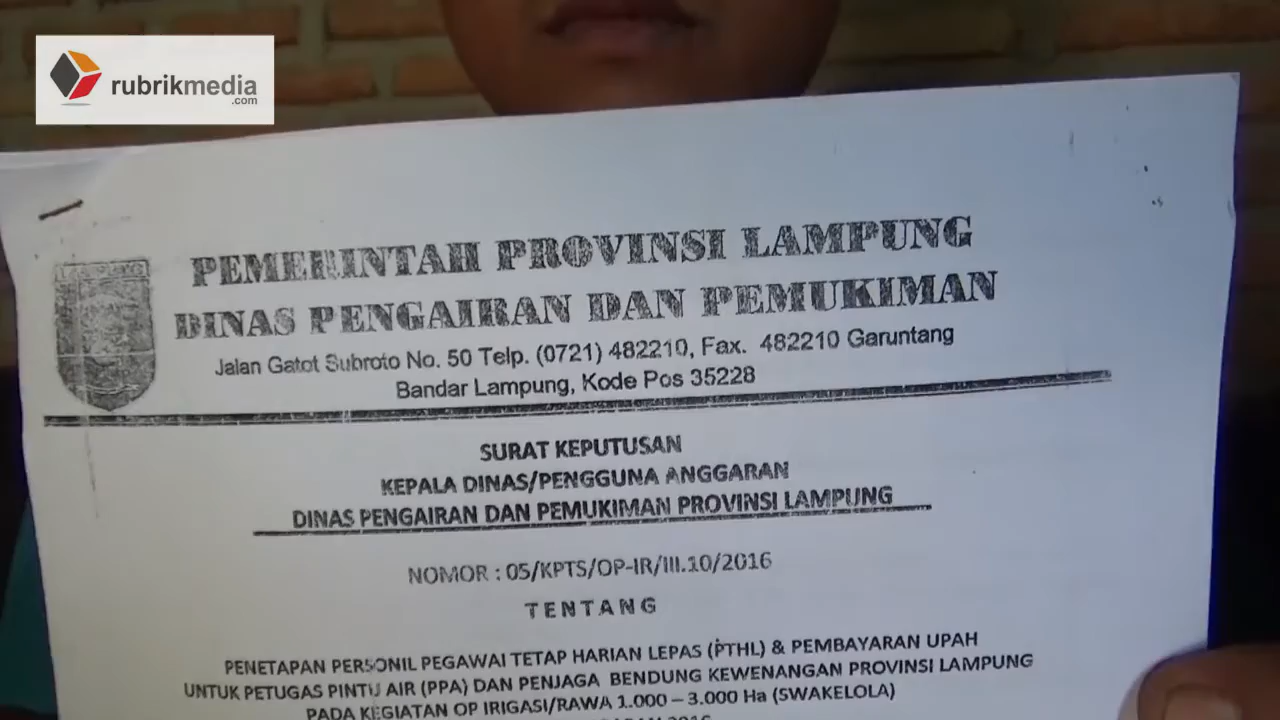 rubrikmedia
.com
PEMERINTAH PROVINSI LAMPUNG
DINAS PENGAIRAN DAN PEMUKIMAN
Jalan Gatot Subroto No. 50 Telp. (0721) 482210, Fax. 482210 Garuntang
Bandar Lampung, Kode Pos 35228
SURAT KEPUTUSAN
KEPALA DINAS/PENGGUNA ANGGARAN
DINAS PENGAIRAN DAN PEMUKIMAN PROVINSI LAMPUNG
NOMOR : 05/KPTS/OP-IR/III.10/2016
TENTANG
PENETAPAN PERSONIL PEGAWAI TETAP HARIAN LEPAS (PTHL) & PEMBAYARAN UPAH
UNTUK PETUGAS PINTU AIR (PPA) DAN PENJAGA BENDUNG KEWENANGAN PROVINSI LAMPUNG
PADA KEGIATAN OP IRIGASI/RAWA 1.000 – 3.000 Ha (SWAKELOLA)
2016